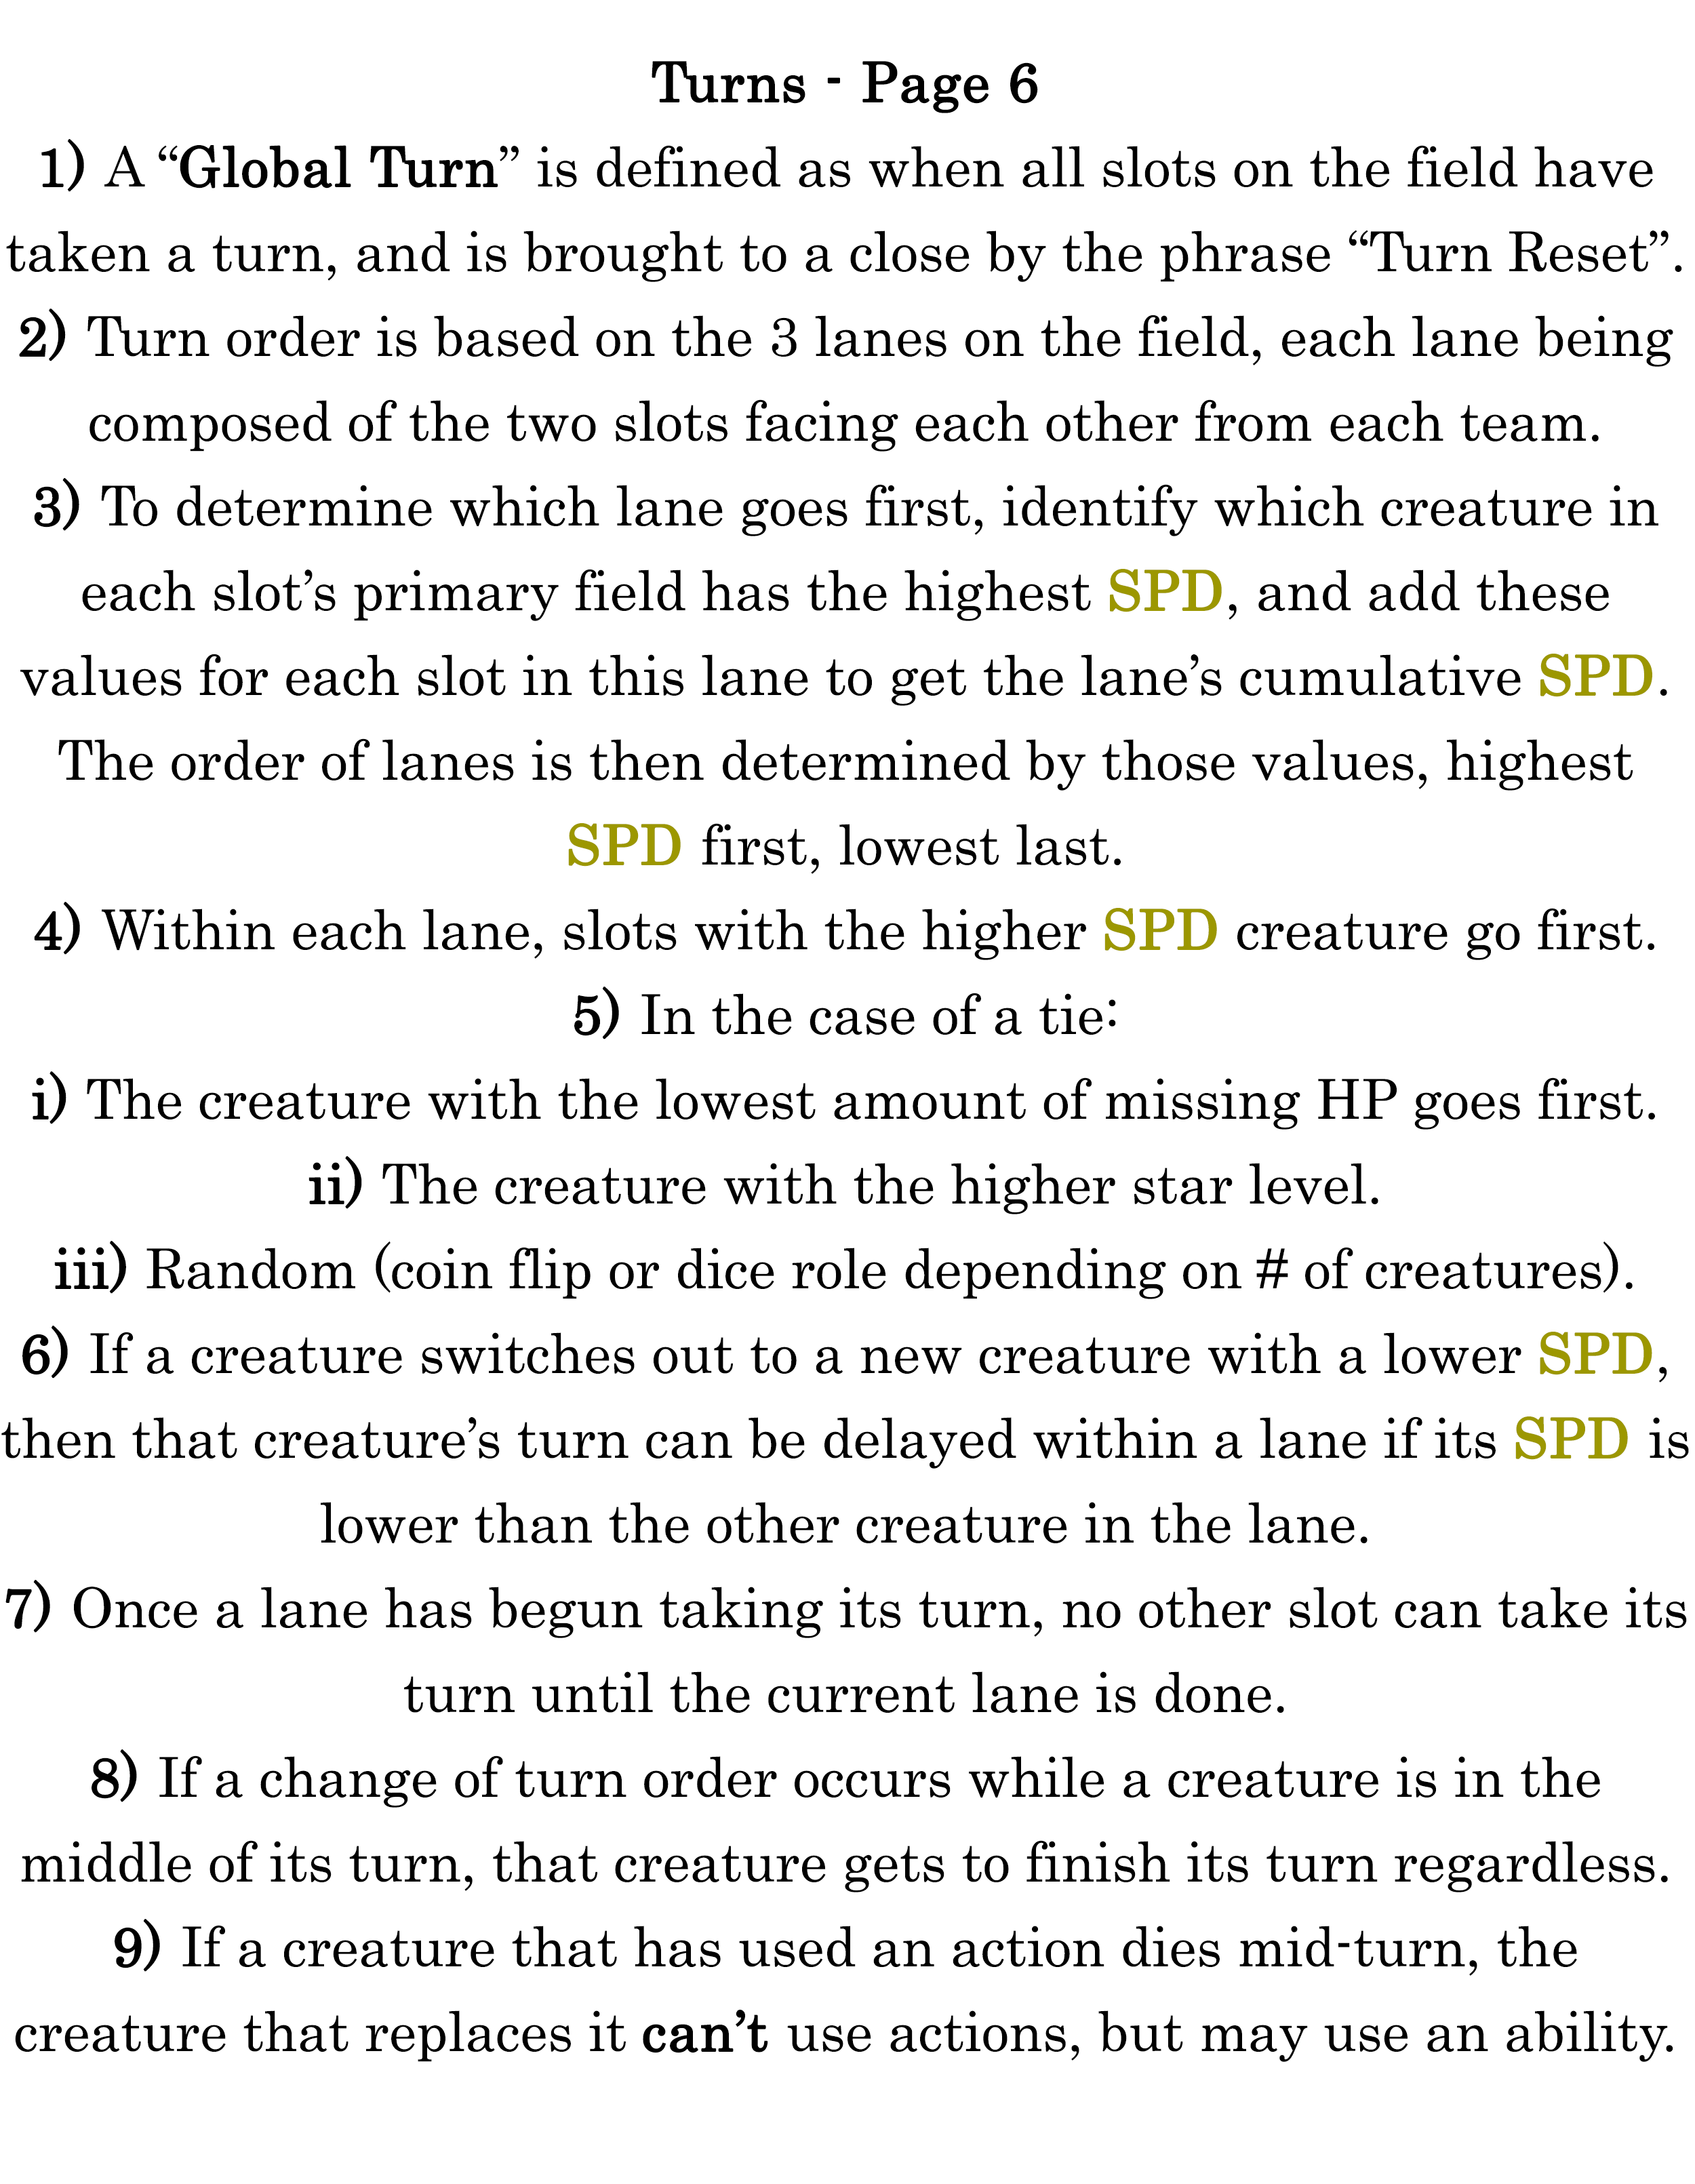 Turns - Page 6
1) A “Global Turn” is defined as when all slots on the field have
taken a turn, and is brought to a close by the phrase “Turn Reset”.
2) Turn order is based on the 3 lanes on the field, each lane being
composed of the two slots facing each other from each team.
3) To determine which lane goes first, identify which creature in
each slot’s primary field has the highest SPD, and add these
values for each slot in this lane to get the lane’s cumulative SPD.
The order of lanes is then determined by those values, highest
SPD first, lowest last.
4) Within each lane, slots with the higher SPD creature go first.
5) In the case of a tie:
i) The creature with the lowest amount of missing HP goes first.
ii) The creature with the higher star level.
iii) Random (coin flip or dice role depending on # of creatures).
6) If a creature switches out to a new creature with a lower SPD,
then that creature’s turn can be delayed within a lane if its SPD is
lower than the other creature in the lane.
7) Once a lane has begun taking its turn, no other slot can take its
turn until the current lane is done.
8) If a change of turn order occurs while a creature is in the
middle of its turn, that creature gets to finish its turn regardless.
9) If a creature that has used an action dies mid-turn, the
creature that replaces it can’t use actions, but may use an ability.